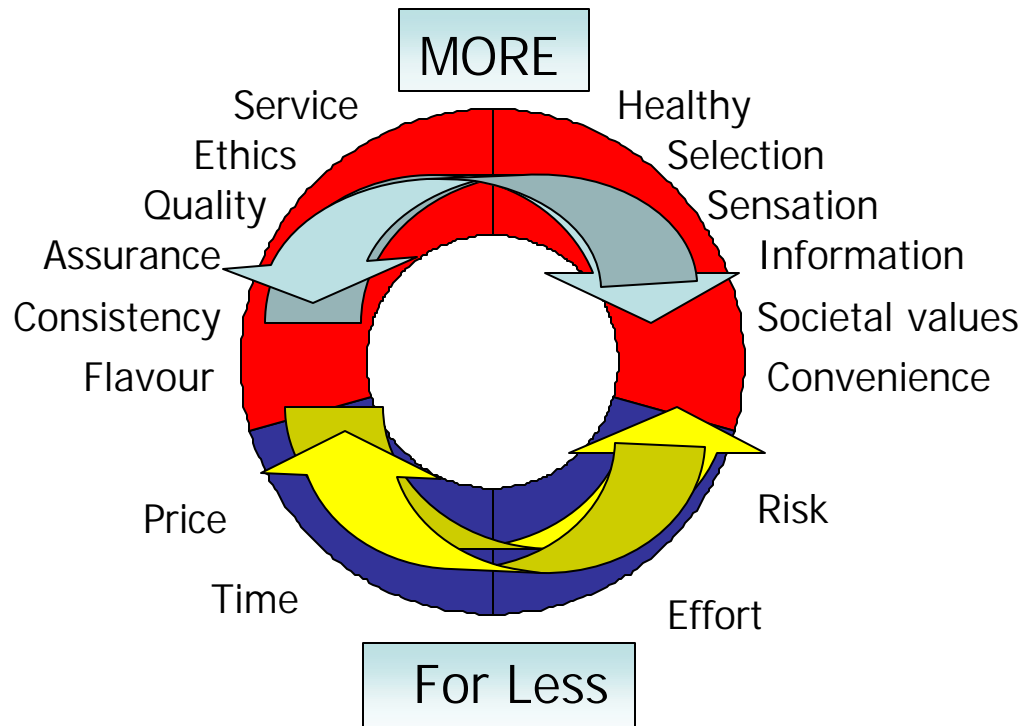 MORE
Service
Ethics
Quality
Assurance
Consistency
Flavour
Healthy
Selection
Sensation
Information
Societal values
Convenience
Price
Time
Risk
Effort
For Less